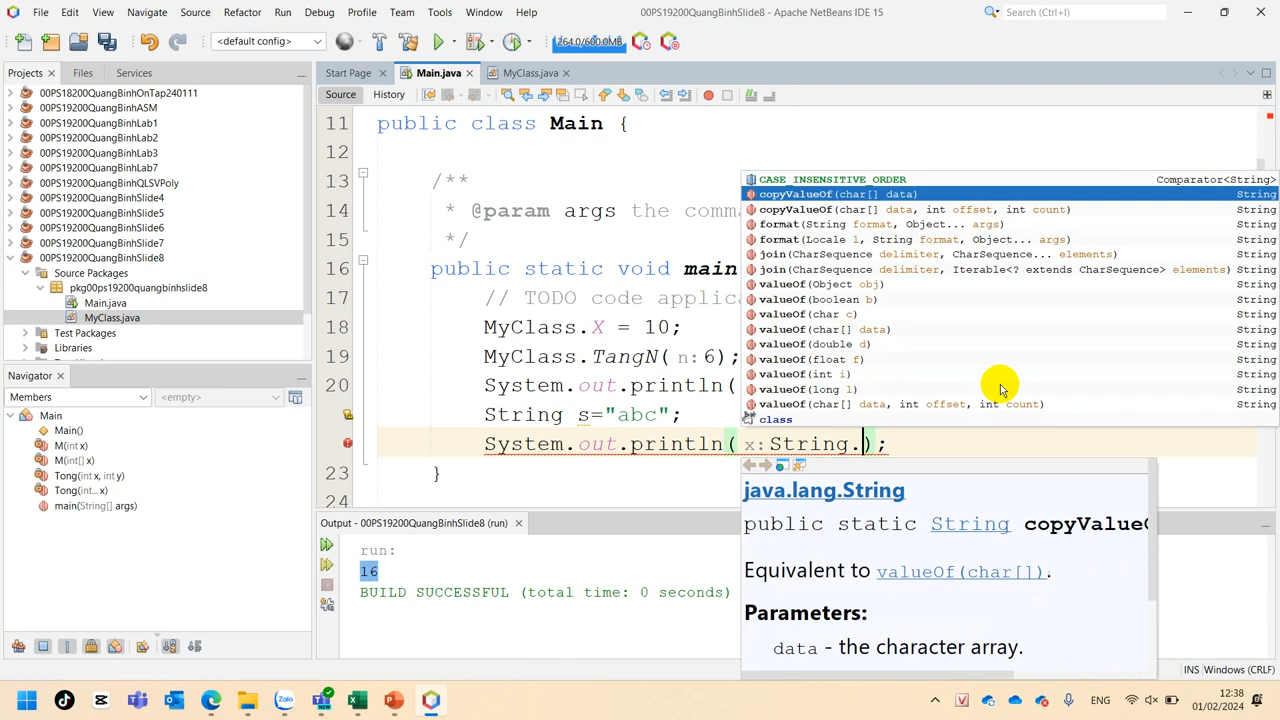 File Edit View Navigate Source Refactor Run Debug Profile Team Tools Window Help
00PS19200QuangBinhSlide8 - Apache NetBeans IDE 15
Search (Ctrl+I)
<default config>
264.0/600.0MB
Projects Files Services
Start Page Main.java MyClass.java
00PS18200QuangBinhOnTap240111
00PS19200QuangBinhASM
00PS19200QuangBinhLab1
00PS19200QuangBinhLab2
00PS19200QuangBinhLab3
00PS19200QuangBinhLab7
00PS19200QuangBinhQLSVPoly
00PS19200QuangBinhSlide4
00PS19200QuangBinhSlide5
00PS19200QuangBinhSlide6
00PS19200QuangBinhSlide7
00PS19200QuangBinhSlide8
Source Packages
pkg00ps19200quangbinhslide8
Main.java
MyClass.java
Test Packages
Libraries
Navigator
Members <empty>
Main
Main()
M(int x)
M(int[] x)
Tong(int x, int y)
Tong(int... x)
main(String[] args)
Source History
11 public class Main {
12
13 /**
14 * @param args the comma
15 */
16 public static void main
17 // TODO code applica
18 MyClass.X = 10;
19 MyClass.TangN( n: 6);
20 System.out.println(
String s="abc";
System.out.println( x: String.);
23 }
24
CASE_INSENSITIVE_ORDER Comparator<String>
copyValueOf(char[] data) String
copyValueOf(char[] data, int offset, int count) String
format(String format, Object... args) String
format(Locale l, String format, Object... args) String
join(CharSequence delimiter, CharSequence... elements) String
join(CharSequence delimiter, Iterable<? extends CharSequence> elements) String
valueOf(Object obj) String
valueOf(boolean b) String
valueOf(char c) String
valueOf(char[] data) String
valueOf(double d) String
valueOf(float f) String
valueOf(int i) String
valueOf(long l) String
valueOf(char[] data, int offset, int count) String
class
java.lang.String
public static String copyValueO
Equivalent to valueOf(char[]).
Parameters:
data - the character array.
Output - 00PS19200QuangBinhSlide8 (run)
run:
16
BUILD SUCCESSFUL (total time: 0 seconds)
INS Windows (CRLF)
Zalo
ENG
12:38
01/02/2024